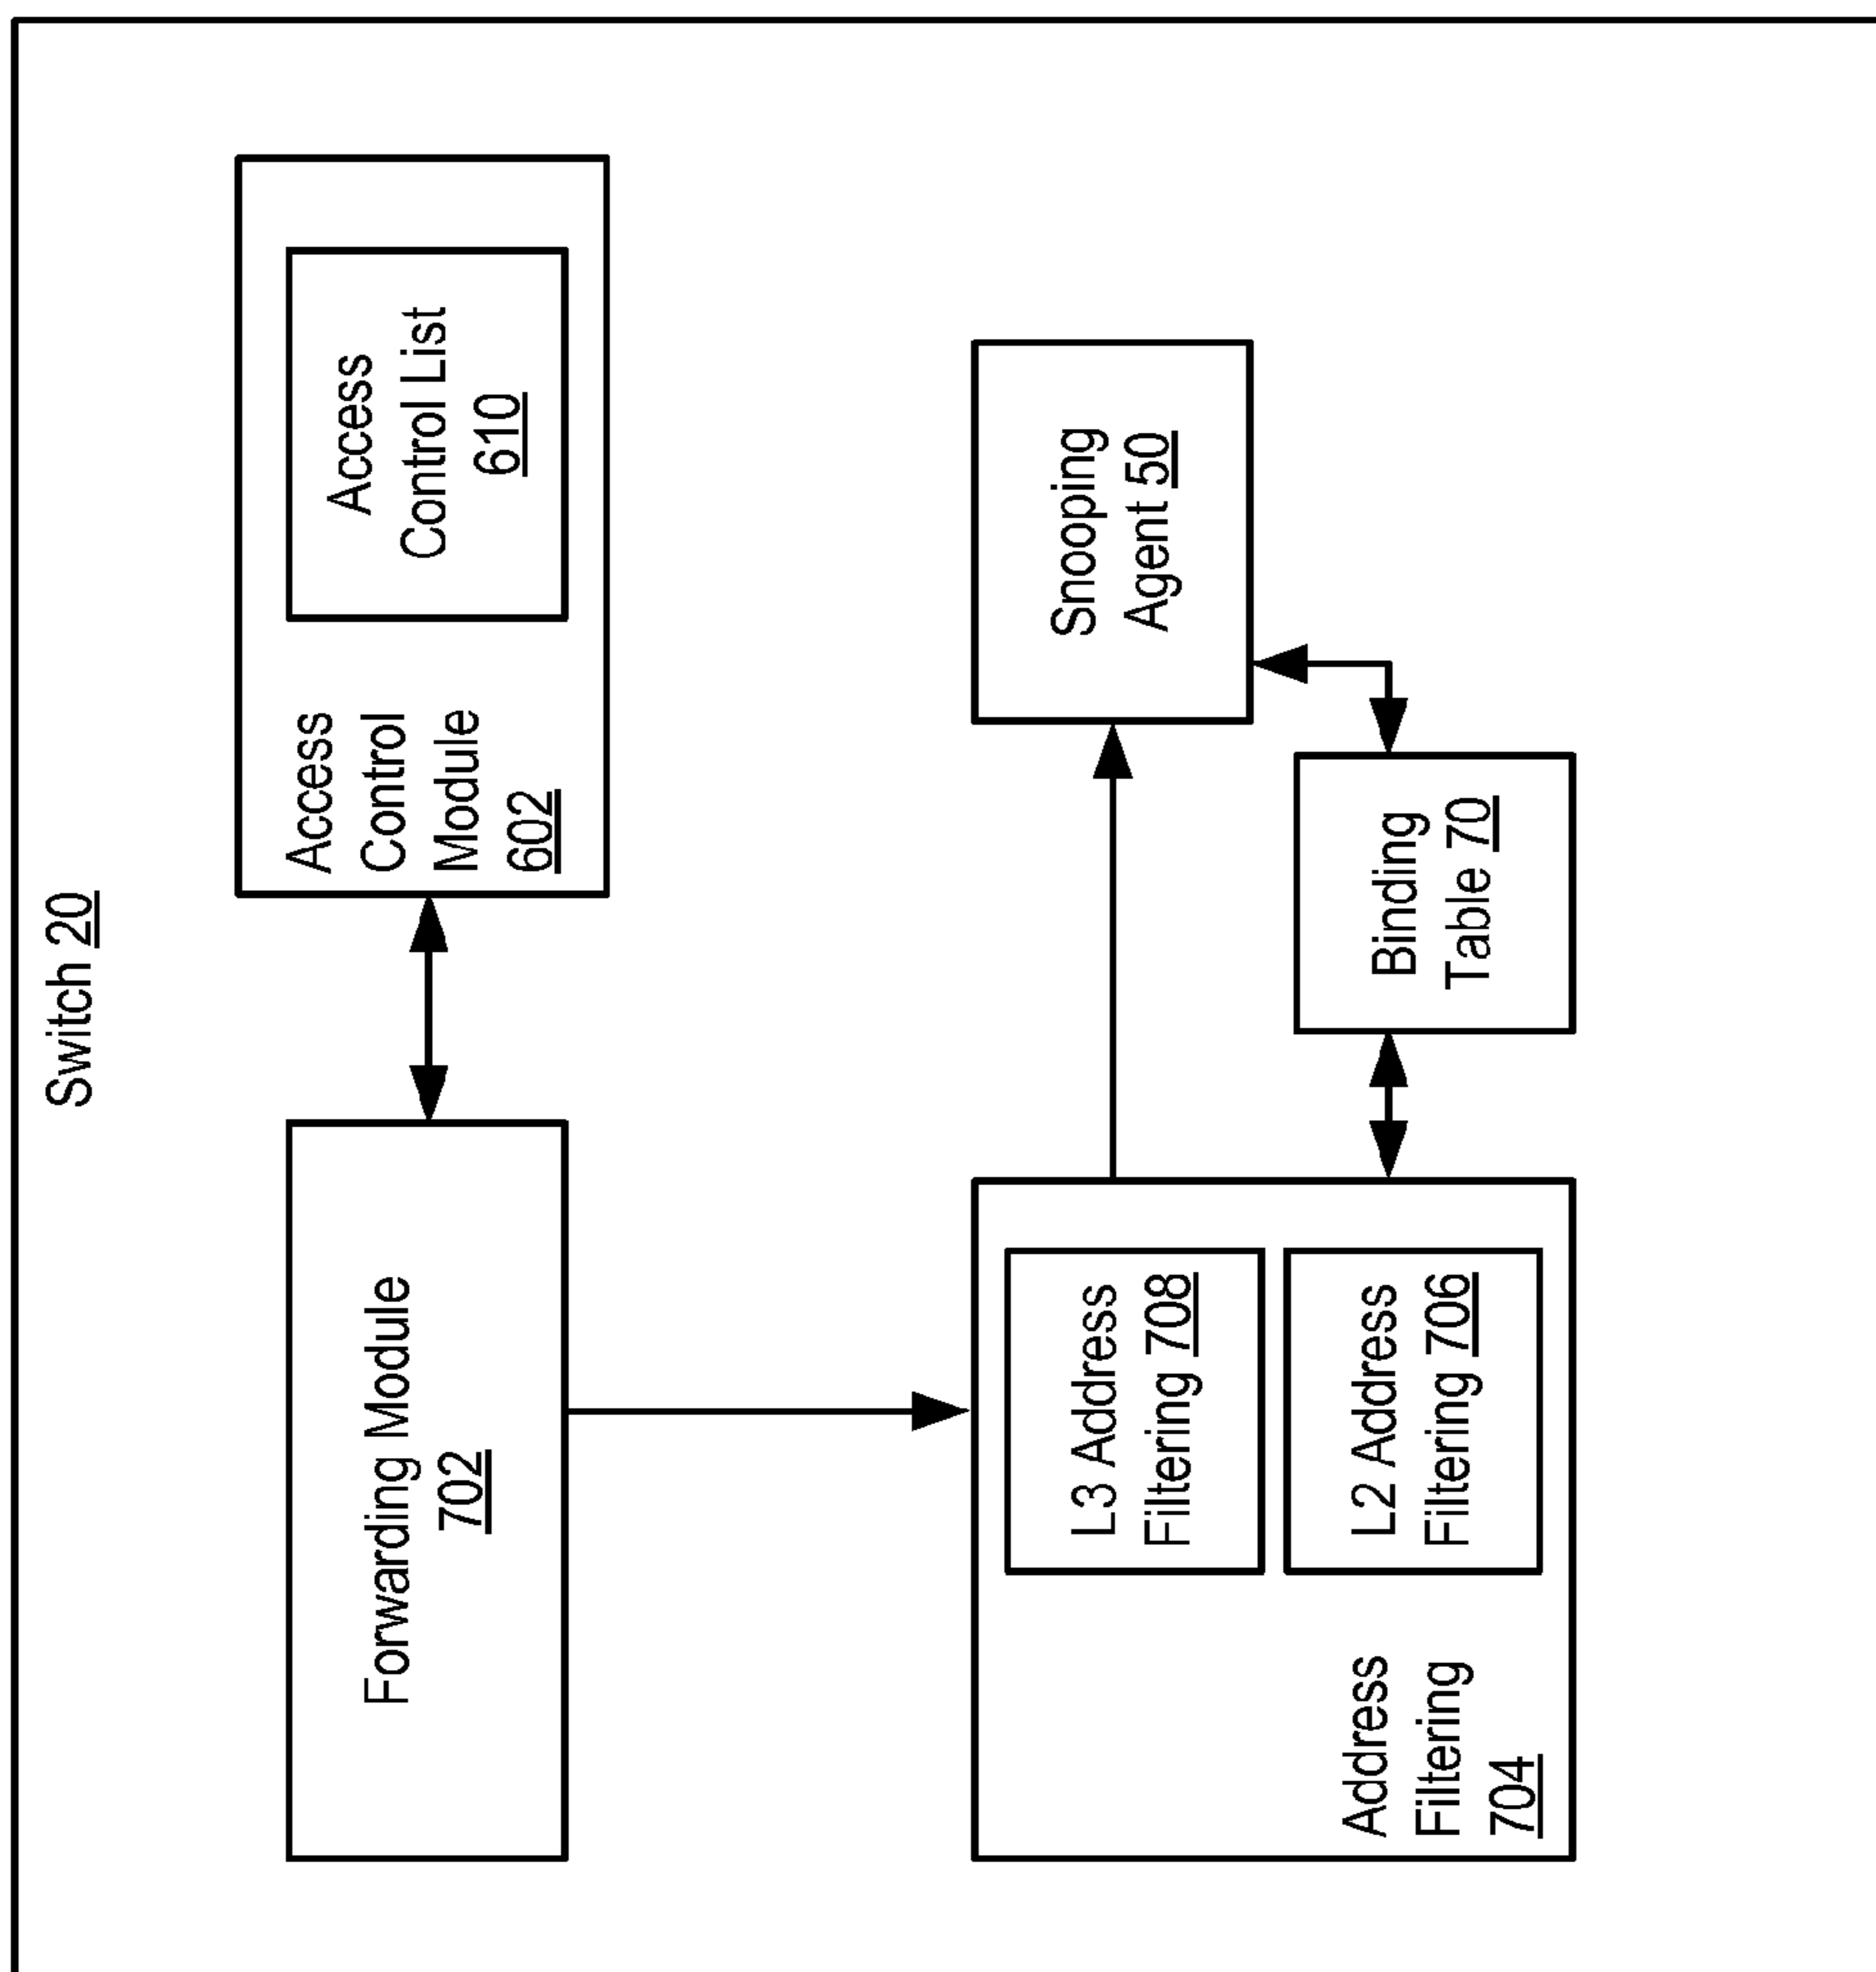 Switch 20
Forwarding Module
702
Access
Control
Module
602
Access
Control List
610
Address
Filtering
704
L3 Address
Filtering 708
L2 Address
Filtering 706
Binding
Table 70
Snooping
Agent 50